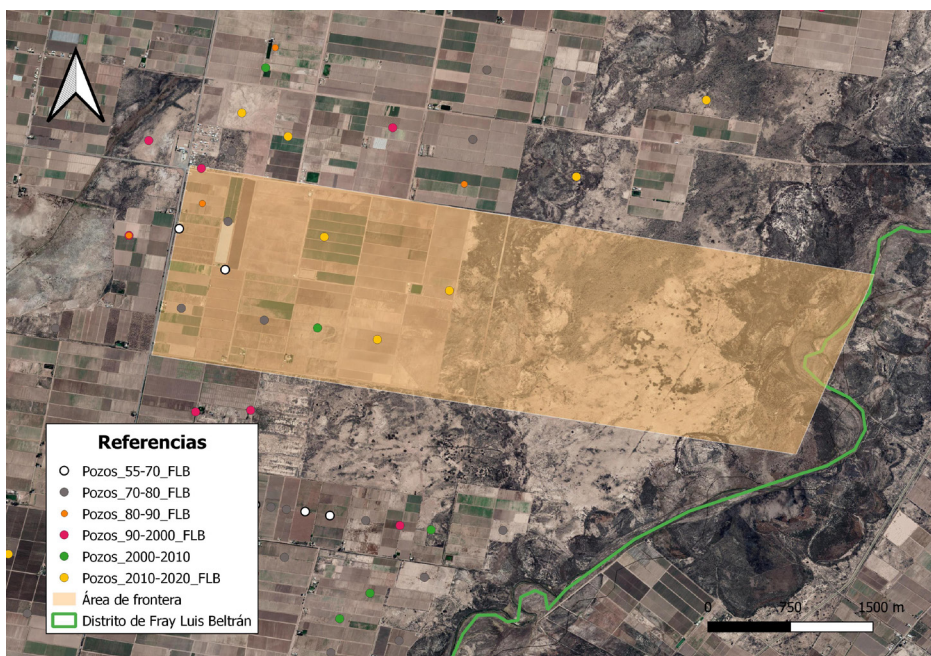 Referencias
Pozos_55-70_FLB
Pozos_70-80_FLB
Pozos_80-90_FLB
Pozos_90-2000_FLB
Pozos_2000-2010
Pozos_2010-2020_FLB
Área de frontera
Distrito de Fray Luis Beltrán
0 750 1500 m